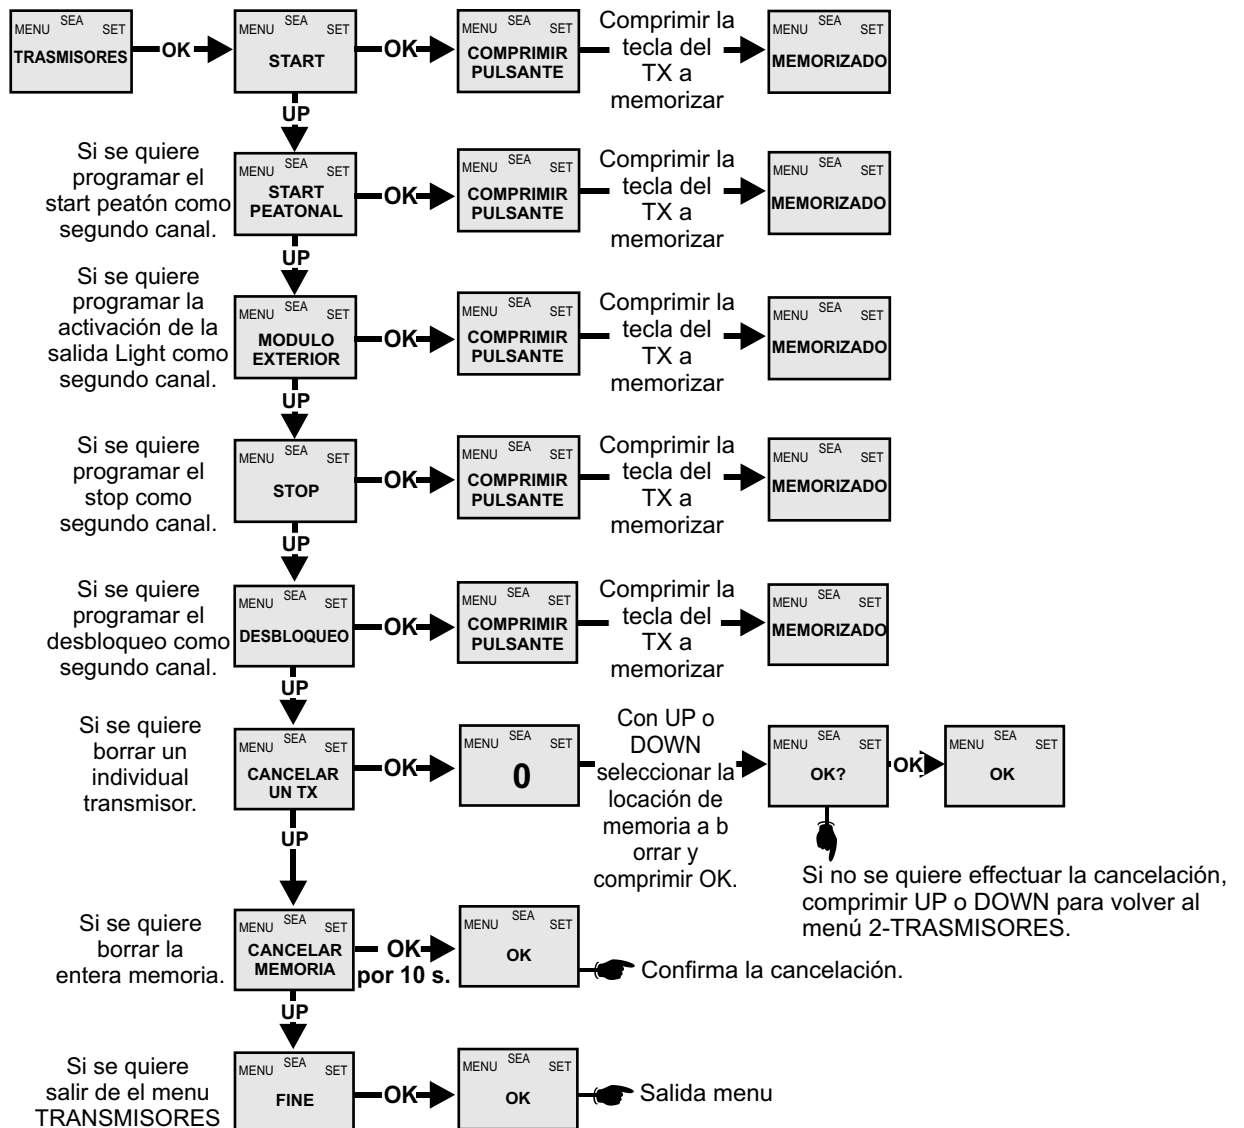 MENU SEA SET
TRASMISORES
OK
MENU SEA SET
START
OK
MENU SEA SET
COMPRIMIR
PULSANTE
Comprimir la
tecla del
TX a
memorizar
MENU SEA SET
MEMORIZADO
UP
Si se quiere
programar el
start peatón como
segundo canal.
MENU SEA SET
START
PEATONAL
OK
MENU SEA SET
COMPRIMIR
PULSANTE
Comprimir la
tecla del
TX a
memorizar
MENU SEA SET
MEMORIZADO
UP
Si se quiere
programar la
activación de la
salida Light como
segundo canal.
MENU SEA SET
MODULO
EXTERIOR
OK
MENU SEA SET
COMPRIMIR
PULSANTE
Comprimir la
tecla del
TX a
memorizar
MENU SEA SET
MEMORIZADO
UP
Si se quiere
programar el
stop como
segundo canal.
MENU SEA SET
STOP
OK
MENU SEA SET
COMPRIMIR
PULSANTE
Comprimir la
tecla del
TX a
memorizar
MENU SEA SET
MEMORIZADO
UP
Si se quiere
programar el
desbloqueo como
segundo canal.
MENU SEA SET
DESBLOQUEO
OK
MENU SEA SET
COMPRIMIR
PULSANTE
Comprimir la
tecla del
TX a
memorizar
MENU SEA SET
MEMORIZADO
UP
Si se quiere
borrar un
individual
transmisor.
MENU SEA SET
CANCELAR
UN TX
OK
MENU SEA SET
0
Con UP o
DOWN
seleccionar la
locación de
memoria a b
orrar y
comprimir OK.
MENU SEA SET
OK?
OK
MENU SEA SET
OK
Si no se quiere effectuar la cancelación,
comprimir UP o DOWN para volver al
menú 2-TRASMISORES.
UP
Si se quiere
borrar la
entera memoria.
MENU SEA SET
CANCELAR
MEMORIA
OK
por 10 s.
MENU SEA SET
OK
Confirma la cancelación.
UP
Si se quiere
salir de el menu
TRANSMISORES
MENU SEA SET
FINE
OK
MENU SEA SET
OK
Salida menu